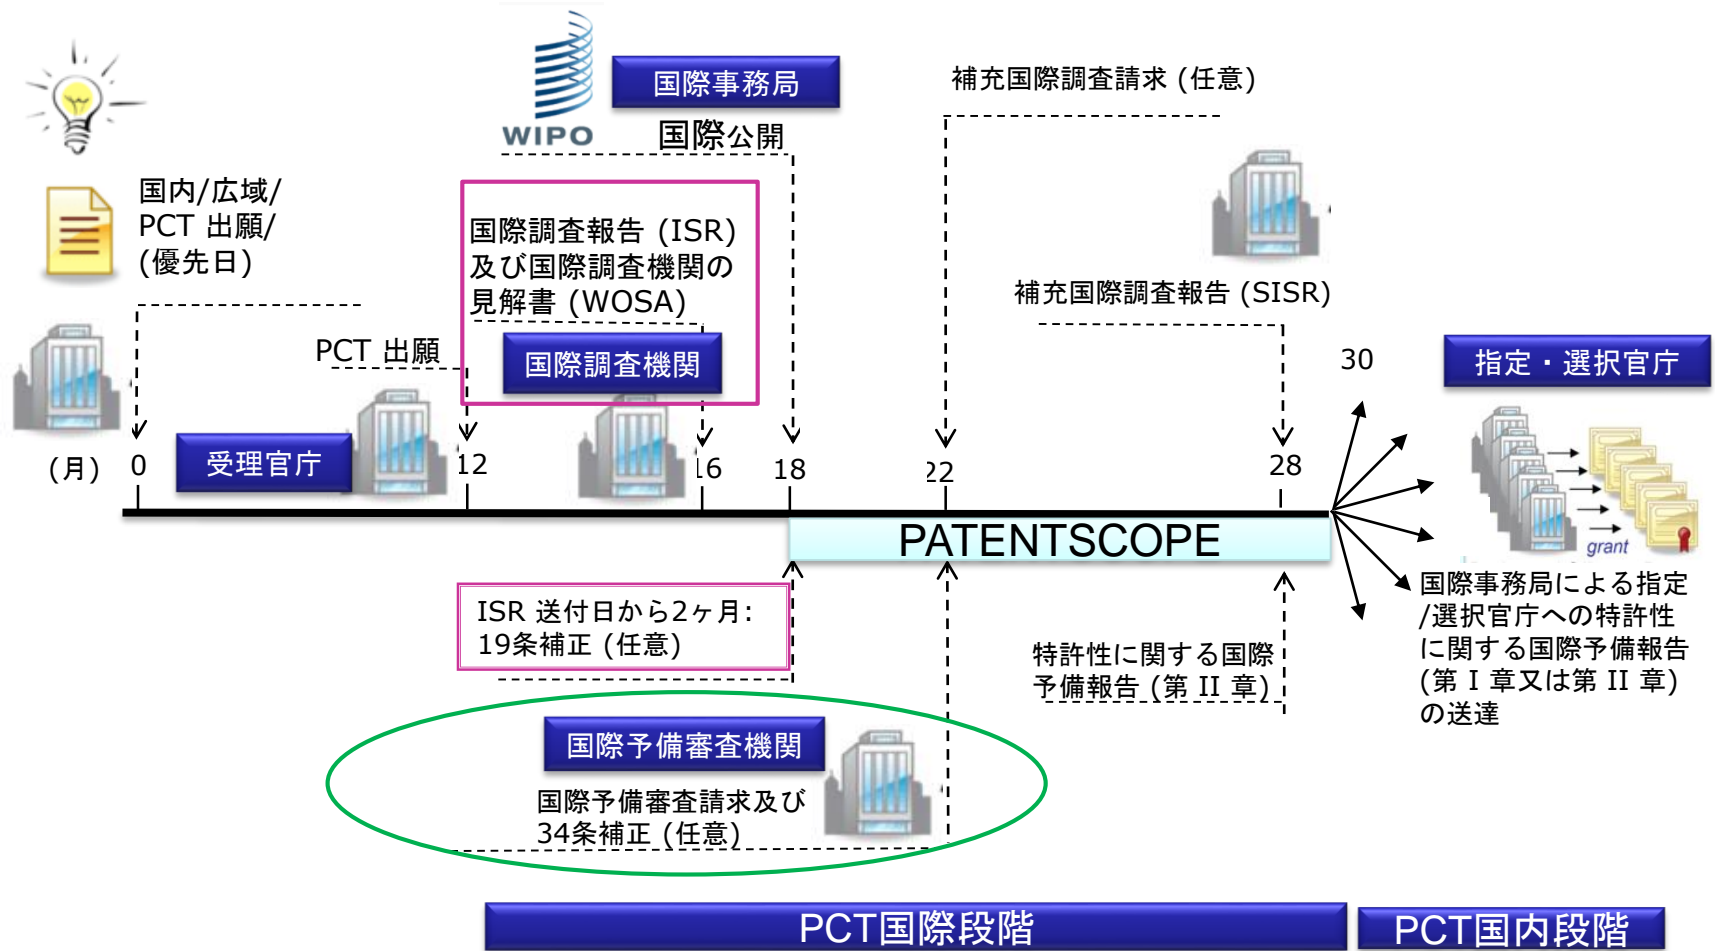 WIPO
国際事務局
国際公開
補充国際調査請求 (任意)
国内/広域/
PCT 出願/
(優先日)
国際調査報告 (ISR)
及び国際調査機関の
見解書 (WOSA)
国際調査機関
PCT 出願
補充国際調査報告 (SISR)
30
指定・選択官庁
(月)
0
受理官庁
12
16
18
22
28
PATENTSCOPE
grant
ISR 送付日から2ヶ月:
19条補正 (任意)
特許性に関する国際
予備報告 (第 II 章)
国際事務局による指定
/選択官庁への特許性
に関する国際予備報告
(第 I 章又は第 II 章)
の送達
国際予備審査機関
国際予備審査請求及び
34条補正 (任意)
PCT国際段階
PCT国内段階